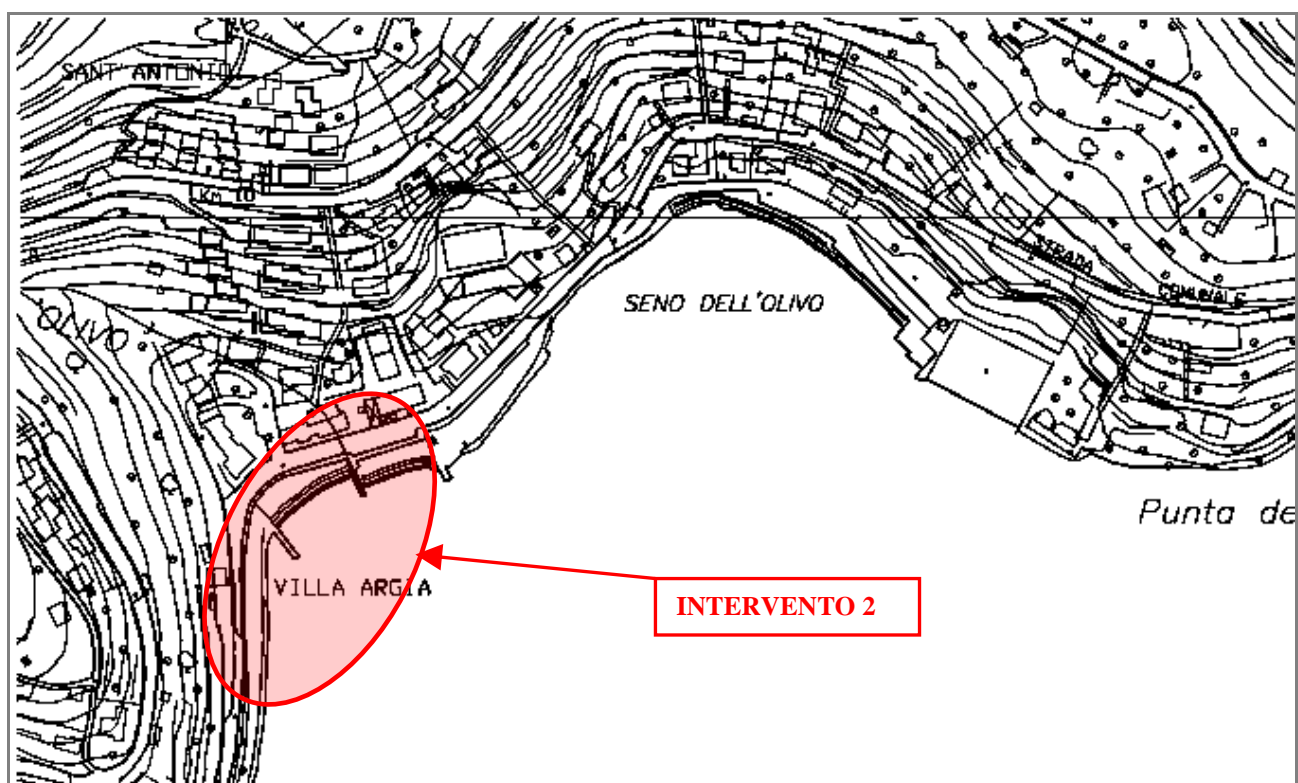 SANT'ANTONIO
Km 10
STRADA
COMUNALE
SENO DELL'OLIVO
OLIVO
Punta de
VILLA ARGIA
INTERVENTO 2